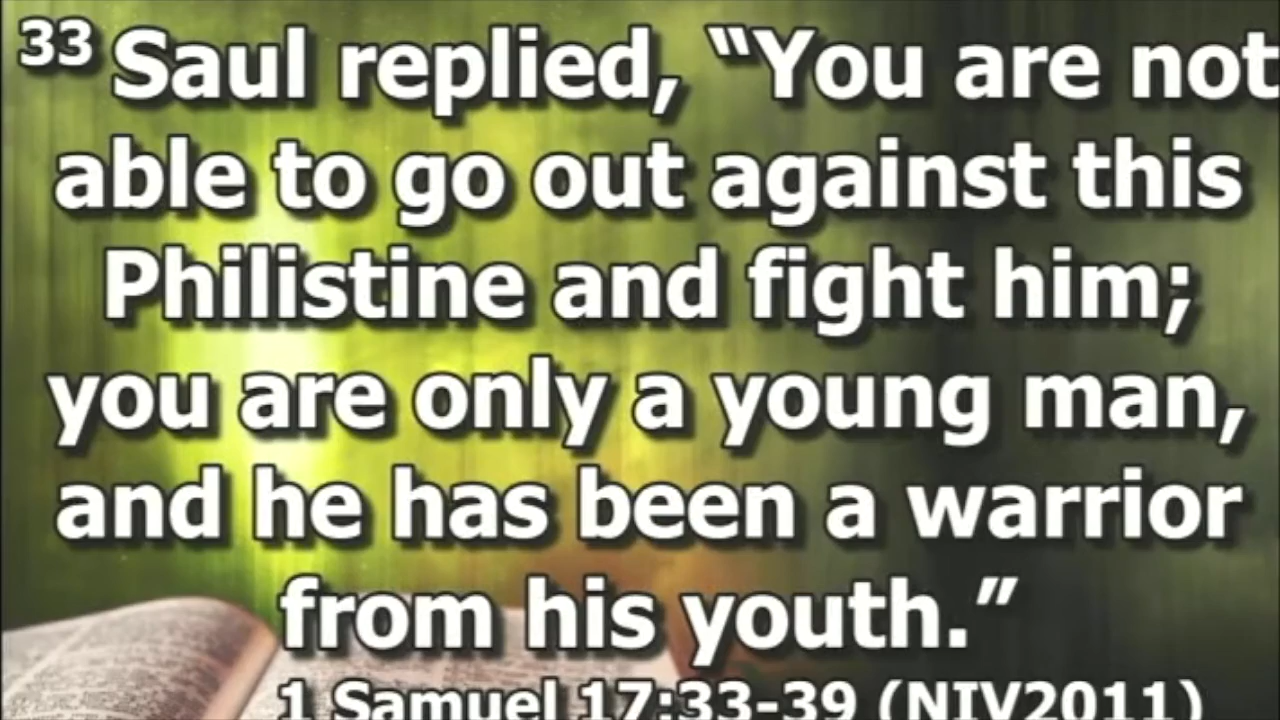 33 Saul replied, “You are not
able to go out against this
Philistine and fight him;
you are only a young man,
and he has been a warrior
from his youth.”
1 Samuel 17:33-39 (NIV2011)